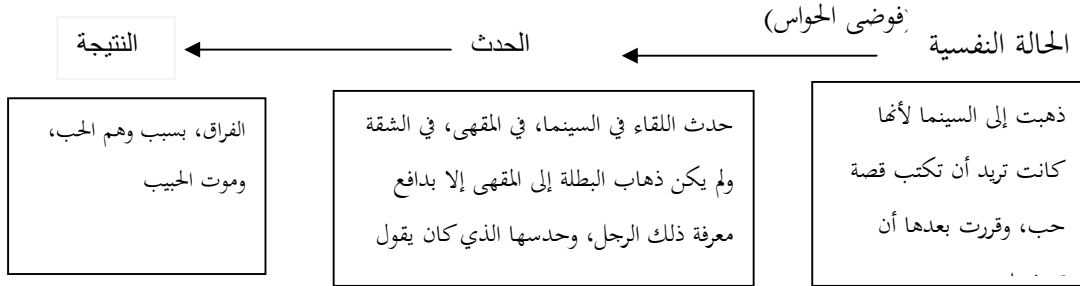 (فوضى الحواس)
الحالة النفسية
الحدث
النتيجة
ذهبت إلى السينما لأنها
كانت تريد أن تكتب قصة
حب، وقررت بعدها أن
حدث اللقاء في السينما، في المقهى، في الشقة
ولم يكن ذهاب البطلة إلى المقهى إلا بدافع
معرفة ذلك الرجل، وحدسها الذي كان يقول
الفراق، بسبب وهم الحب،
وموت الحبيب